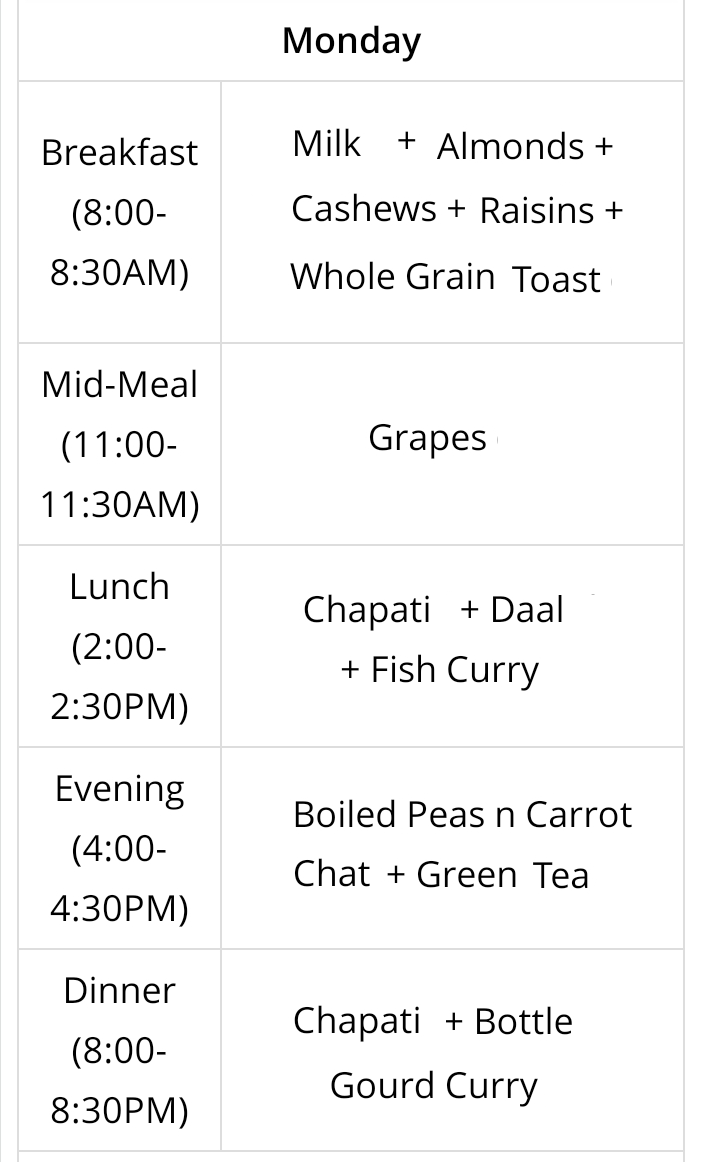 Monday
Breakfast
(8:00-
8:30AM)
Milk + Almonds +
Cashews + Raisins +
Whole Grain Toast
Mid-Meal
(11:00-
11:30AM)
Grapes
Lunch
(2:00-
2:30PM)
Chapati + Daal
+ Fish Curry
Evening
(4:00-
4:30PM)
Boiled Peas n Carrot
Chat + Green Tea
Dinner
(8:00-
8:30PM)
Chapati + Bottle
Gourd Curry